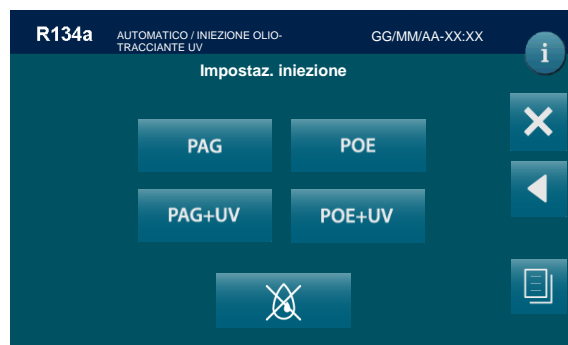 R134a
AUTOMATICO / INIEZIONE OLIO-
TRACCIANTE UV
GG/MM/AA-XX:XX
i
Impostaz. iniezione
PAG
POE
PAG+UV
POE+UV